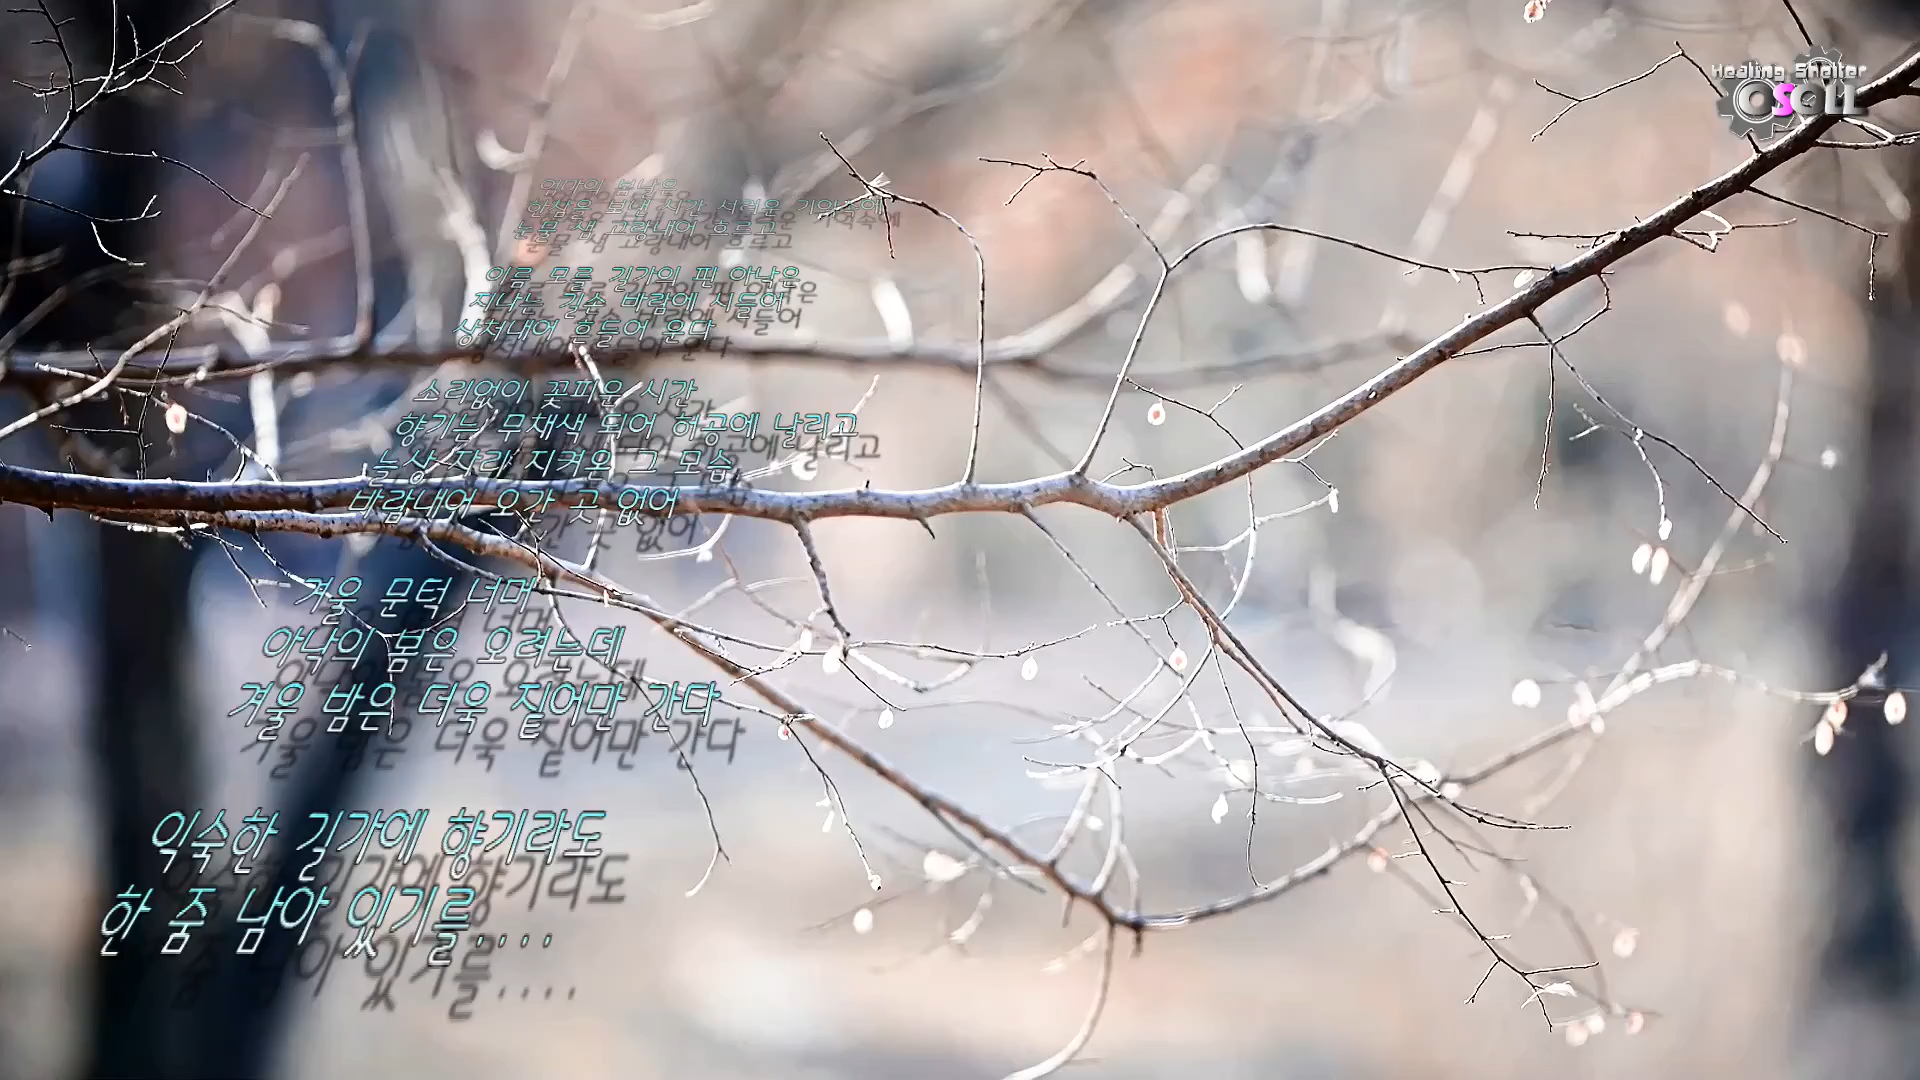 Healing Shelter
OSOLL
봄날은
한참을 보낸 시간 서러운 기억속에
눈물 샘 고랑내어 흐르고
이름 모를 길가의 핀 아낙은
지나는 길손 바람에 시들어
상처내어 흔들어 운다
소리없이 꽃피운 시간
향기는 무채색 되어 허공에 날리고
늘상 자리 지켜온 그 모습
바람내어 오간 곳 없어
겨울 문턱 너머
아낙의 봄은 오려는데
겨울 밤은 더욱 짙어만 간다
익숙한 길가에 향기라도
한 줌 남아 있기를....